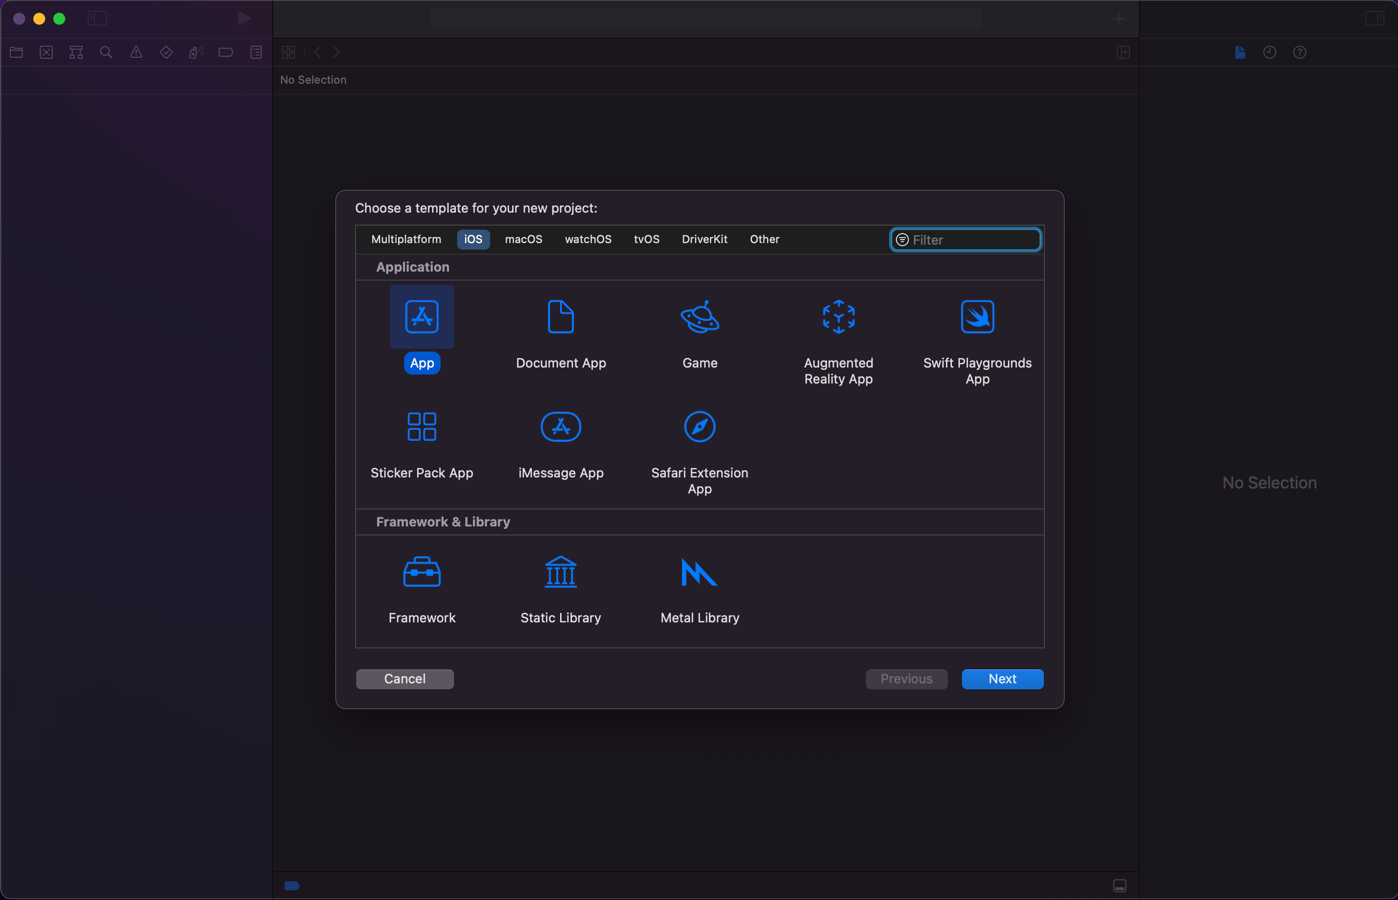 No Selection
Choose a template for your new project:
Multiplatform iOS macOS watchOS tvOS DriverKit Other Filter
Application
App Document App Game Augmented Reality App Swift Playgrounds App
Sticker Pack App iMessage App Safari Extension App
No Selection
Framework & Library
Framework Static Library Metal Library
Cancel Previous Next